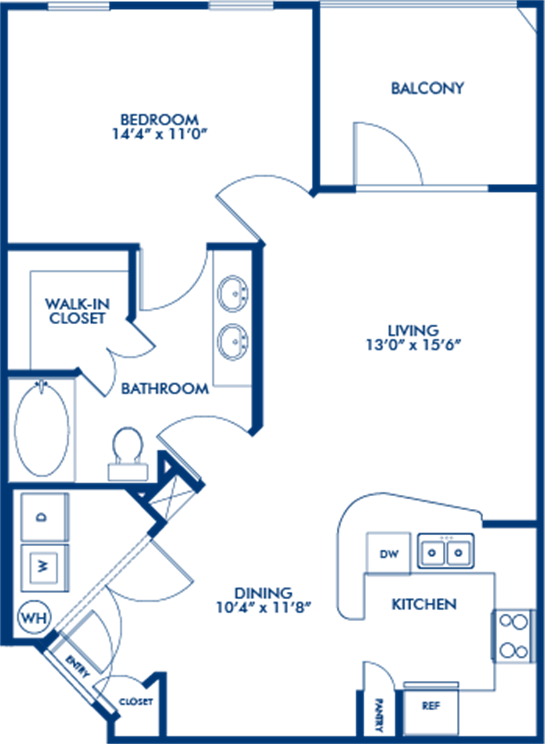 BALCONY
BEDROOM
14'4" x 11'0"
WALK-IN
CLOSET
LIVING
13'0" x 15'6"
BATHROOM
D
W
WH
DW
DINING
10'4" x 11'8"
KITCHEN
ENTRY
CLOSET
PANTRY
REF